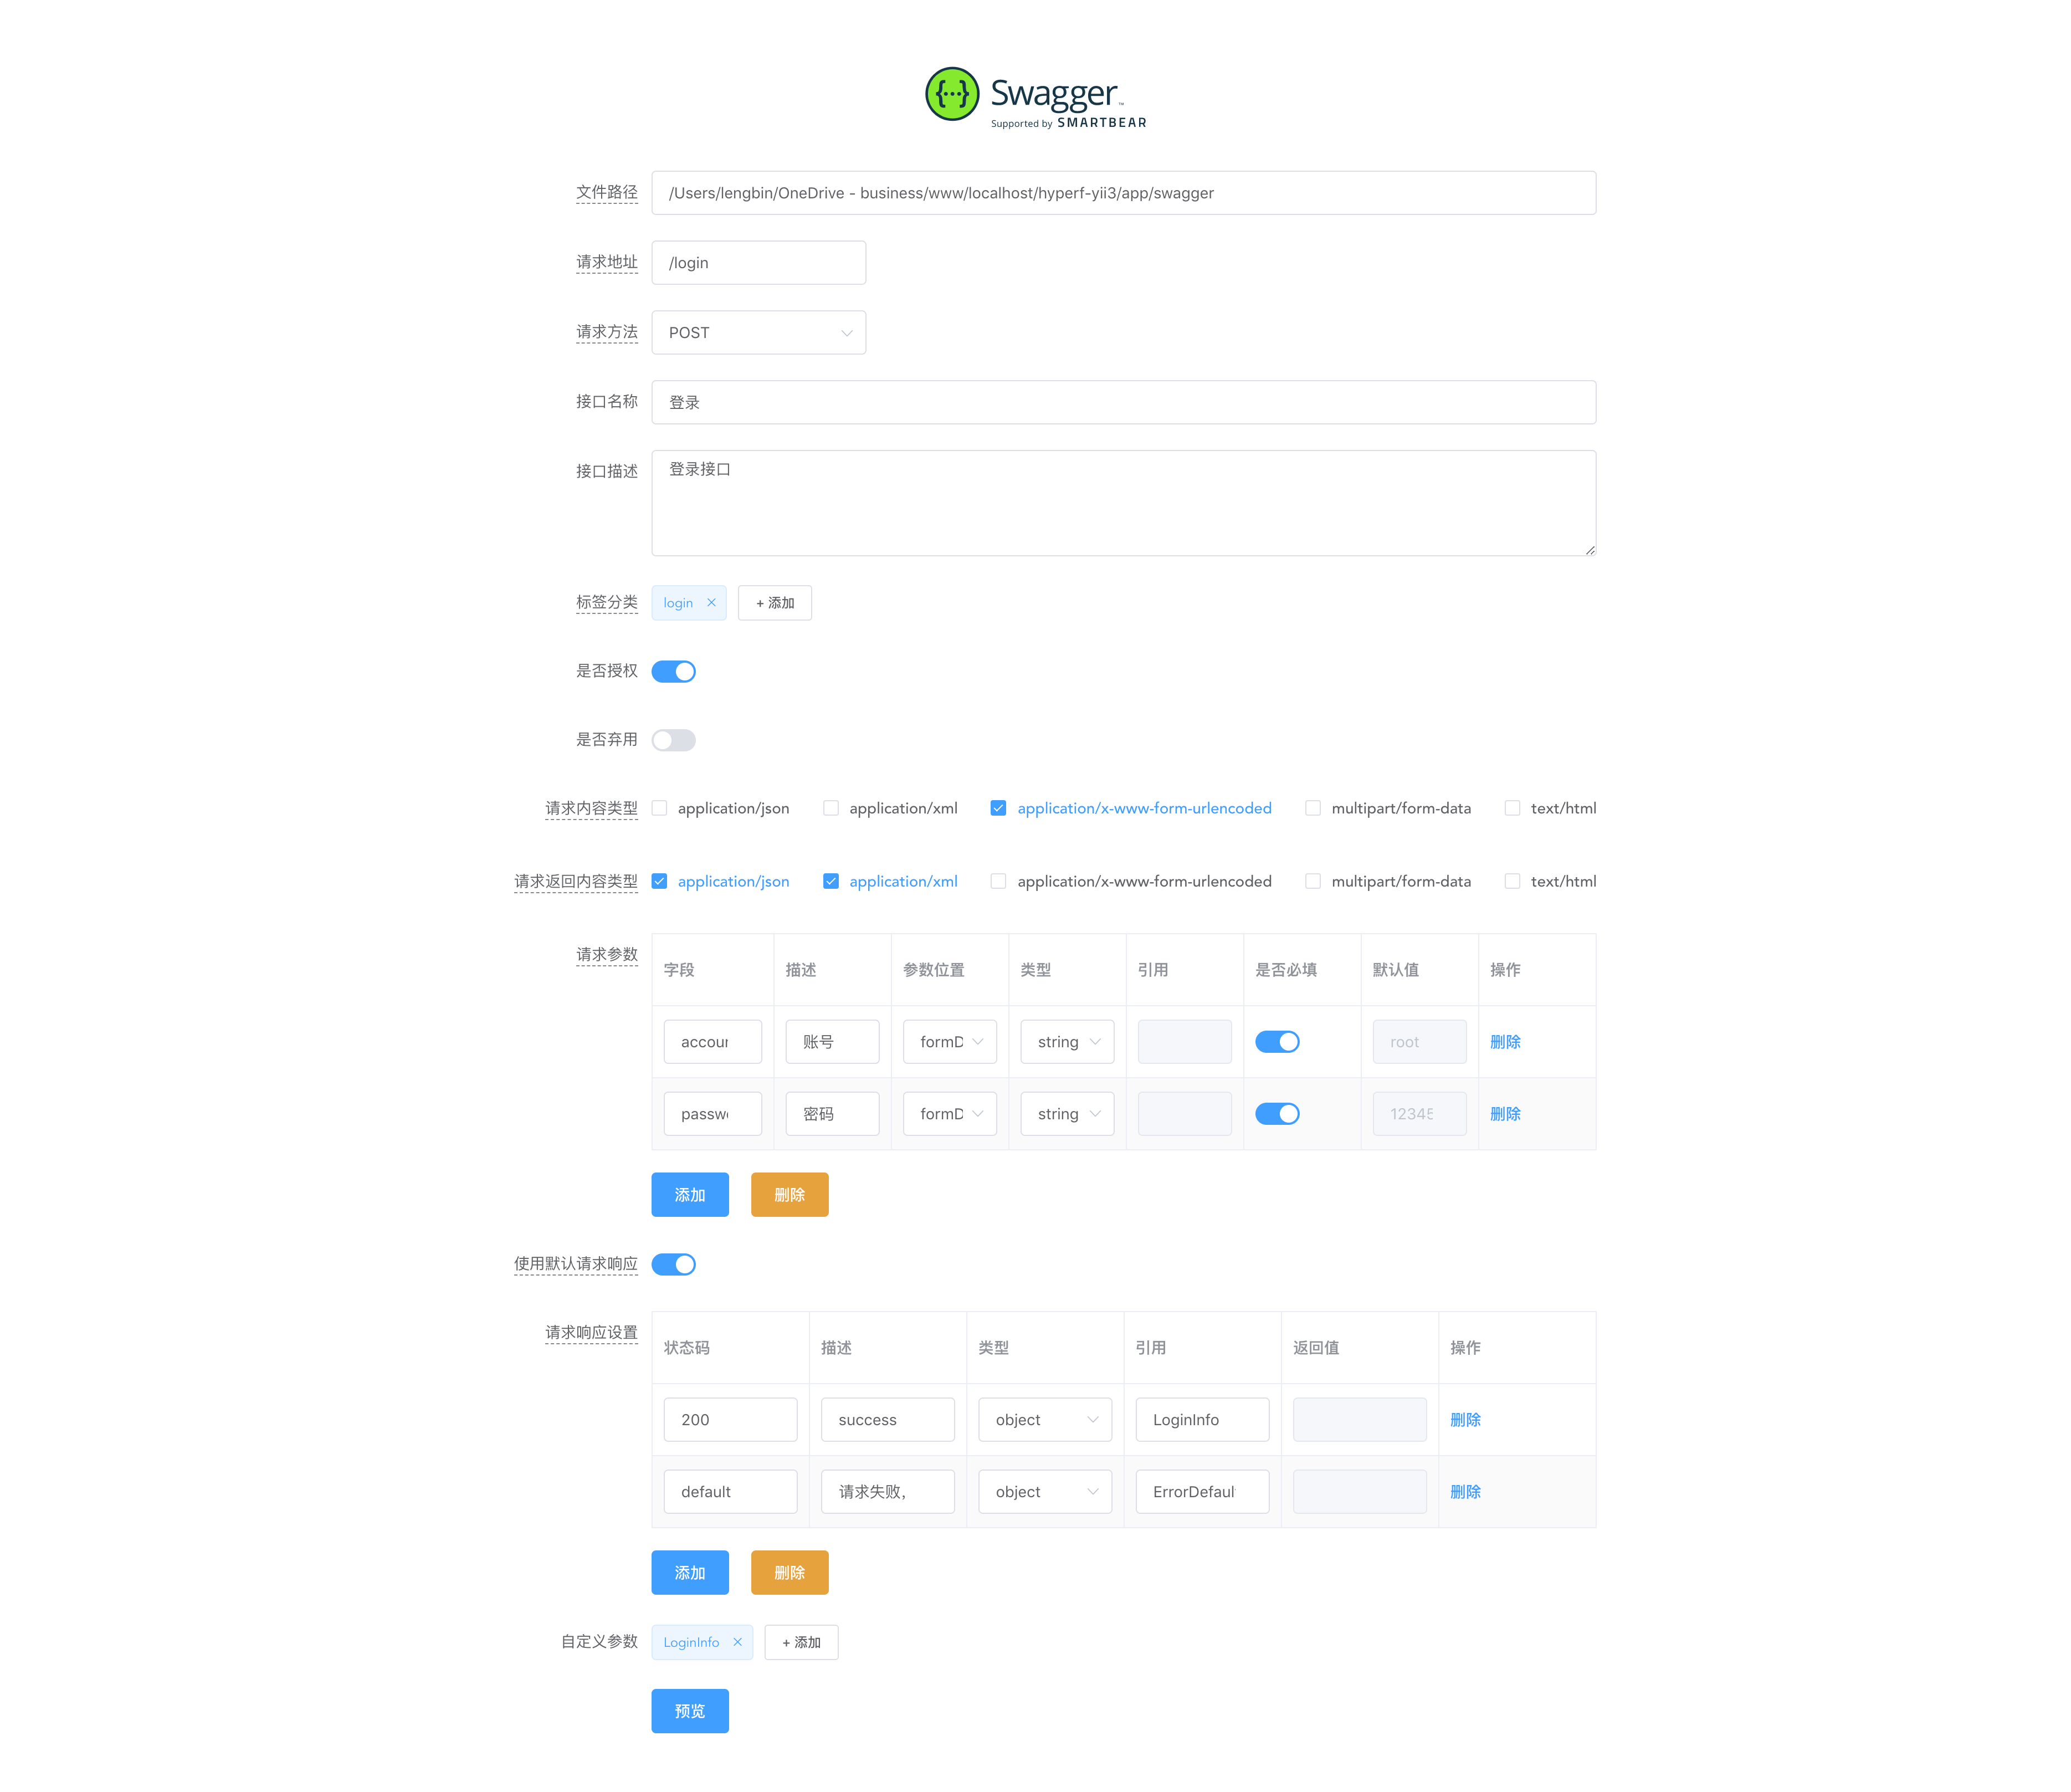 Swagger™
Supported by SMARTBEAR
文件路径 /Users/lengbin/OneDrive - business/www/localhost/hyperf-yii3/app/swagger
请求地址 /login
请求方法 POST
接口名称 登录
接口描述 登录接口
标签分类 login × + 添加
是否授权
是否弃用
请求内容类型 application/json application/xml application/x-www-form-urlencoded multipart/form-data text/html
请求返回内容类型 application/json application/xml application/x-www-form-urlencoded multipart/form-data text/html
请求参数 字段 描述 参数位置 类型 引用 是否必填 默认值 操作
账号 formD string root 删除
密码 formD string 12345 删除
添加 删除
使用默认请求响应
请求响应设置 状态码 描述 类型 引用 返回值 操作
200 success object LoginInfo 删除
default 请求失败, object ErrorDefaul 删除
添加 删除
自定义参数 LoginInfo × + 添加
预览